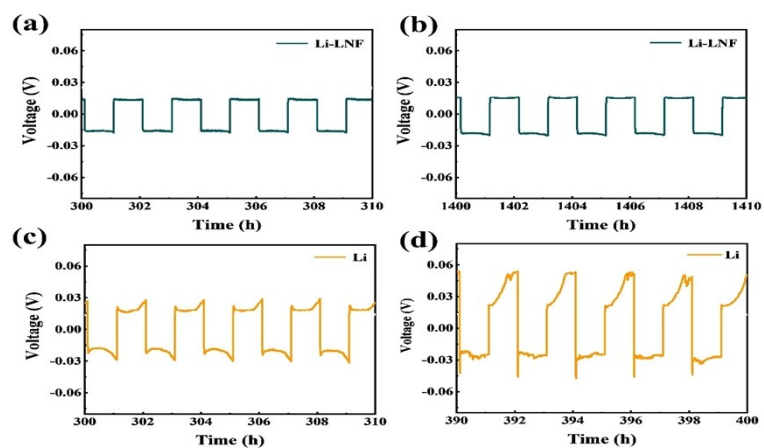 (a)
Li-LNF
Voltage (V)
0.06
0.03
0.00
-0.03
-0.06
300 302 304 306 308 310
Time (h)
(b)
Li-LNF
Voltage (V)
0.06
0.03
0.00
-0.03
-0.06
1400 1402 1404 1406 1408 1410
Time (h)
(c)
Li
Voltage (V)
0.06
0.03
0.00
-0.03
-0.06
300 302 304 306 308 310
Time (h)
(d)
Li
Voltage (V)
0.06
0.03
0.00
-0.03
-0.06
390 392 394 396 398 400
Time (h)